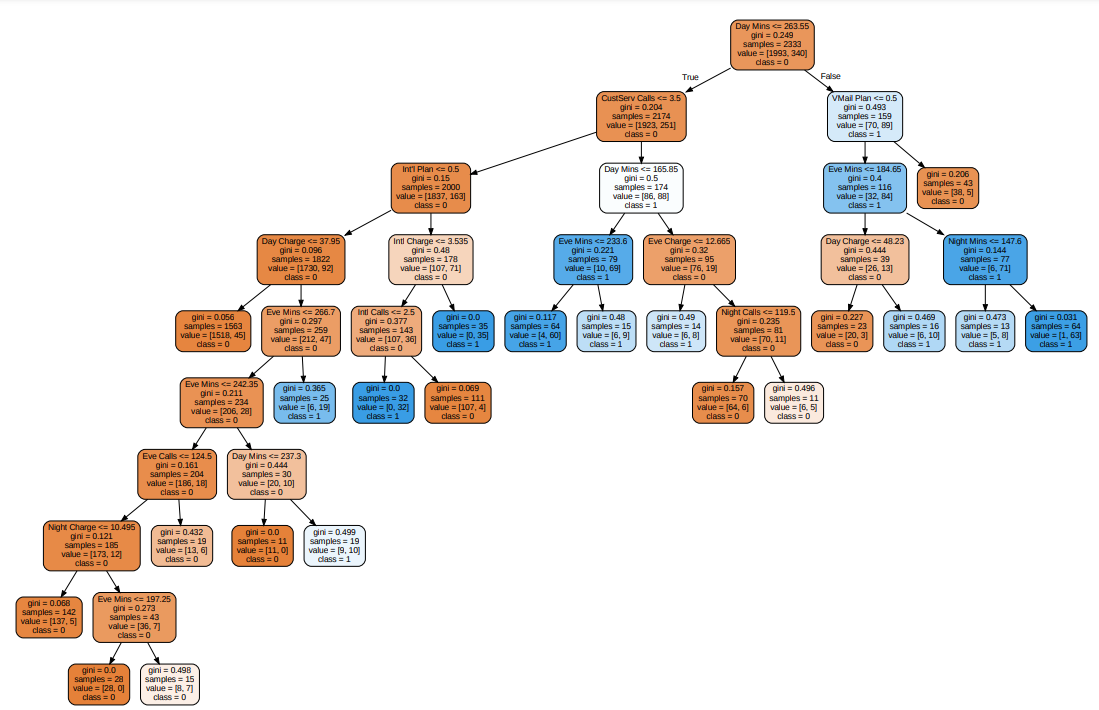 Day Mins <= 263.55
gini = 0.249
samples = 2333
value = [1993, 340]
class = 0
True
False
CustServ Calls <= 3.5
gini = 0.204
samples = 2174
value = [1923, 251]
class = 0
VMail Plan <= 0.5
gini = 0.493
samples = 159
value = [70, 89]
class = 1
Int'l Plan <= 0.5
gini = 0.15
samples = 2000
value = [1837, 163]
class = 0
Day Mins <= 165.85
gini = 0.5
samples = 174
value = [86, 88]
class = 1
Eve Mins <= 184.65
gini = 0.4
samples = 116
value = [32, 84]
class = 1
gini = 0.206
samples = 43
value = [38, 5]
class = 0
Day Charge <= 37.95
gini = 0.096
samples = 1822
value = [1730, 92]
class = 0
Intl Charge <= 3.535
gini = 0.48
samples = 178
value = [107, 71]
class = 0
Eve Mins <= 233.6
gini = 0.221
samples = 79
value = [10, 69]
class = 1
Eve Charge <= 12.665
gini = 0.32
samples = 95
value = [76, 19]
class = 0
Day Charge <= 48.23
gini = 0.444
samples = 39
value = [26, 13]
class = 0
Night Mins <= 147.6
gini = 0.144
samples = 77
value = [6, 71]
class = 1
gini = 0.056
samples = 1563
value = [1518, 45]
class = 0
Eve Mins <= 266.7
gini = 0.297
samples = 259
value = [212, 47]
class = 0
Intl Calls <= 2.5
gini = 0.377
samples = 143
value = [107, 36]
class = 0
gini = 0.0
samples = 35
value = [0, 35]
class = 1
gini = 0.117
samples = 64
value = [4, 60]
class = 1
gini = 0.48
samples = 15
value = [6, 9]
class = 1
gini = 0.49
samples = 14
value = [6, 8]
class = 1
Night Calls <= 119.5
gini = 0.235
samples = 81
value = [70, 11]
class = 0
gini = 0.227
samples = 23
value = [20, 3]
class = 0
gini = 0.469
samples = 16
value = [6, 10]
class = 1
gini = 0.473
samples = 13
value = [5, 8]
class = 1
gini = 0.031
samples = 64
value = [1, 63]
class = 1
Eve Mins <= 242.35
gini = 0.211
samples = 234
value = [206, 28]
class = 0
gini = 0.365
samples = 25
value = [6, 19]
class = 1
gini = 0.0
samples = 32
value = [0, 32]
class = 1
gini = 0.069
samples = 111
value = [107, 4]
class = 0
gini = 0.157
samples = 70
value = [64, 6]
class = 0
gini = 0.496
samples = 11
value = [6, 5]
class = 0
Eve Calls <= 124.5
gini = 0.161
samples = 204
value = [186, 18]
class = 0
Day Mins <= 237.3
gini = 0.444
samples = 30
value = [20, 10]
class = 0
Night Charge <= 10.495
gini = 0.121
samples = 185
value = [173, 12]
class = 0
gini = 0.432
samples = 19
value = [13, 6]
class = 0
gini = 0.0
samples = 11
value = [11, 0]
class = 0
gini = 0.499
samples = 19
value = [9, 10]
class = 1
gini = 0.068
samples = 142
value = [137, 5]
class = 0
Eve Mins <= 197.25
gini = 0.273
samples = 43
value = [36, 7]
class = 0
gini = 0.0
samples = 28
value = [28, 0]
class = 0
gini = 0.498
samples = 15
value = [8, 7]
class = 0